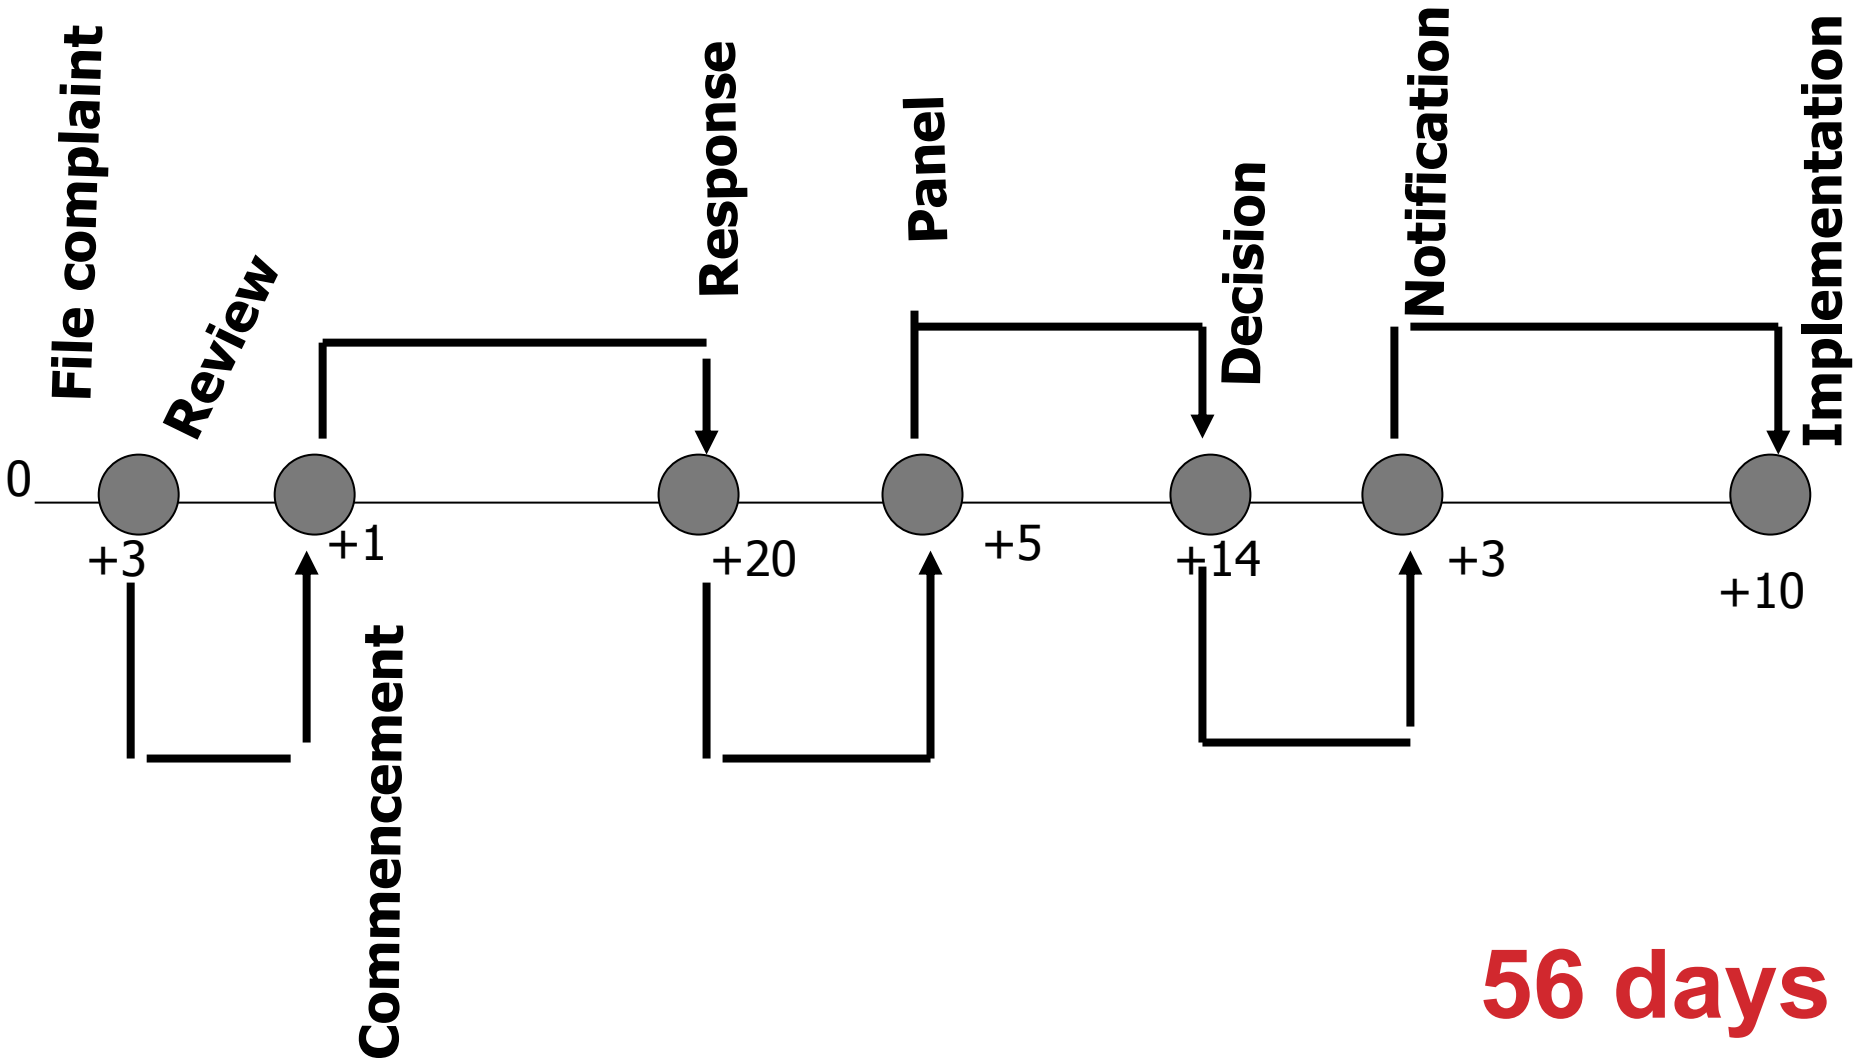 File complaint
Review
Response
Panel
Decision
Notification
Implementation
0
+3
+1
+20
+5
+14
+3
+10
Commencement
56 days